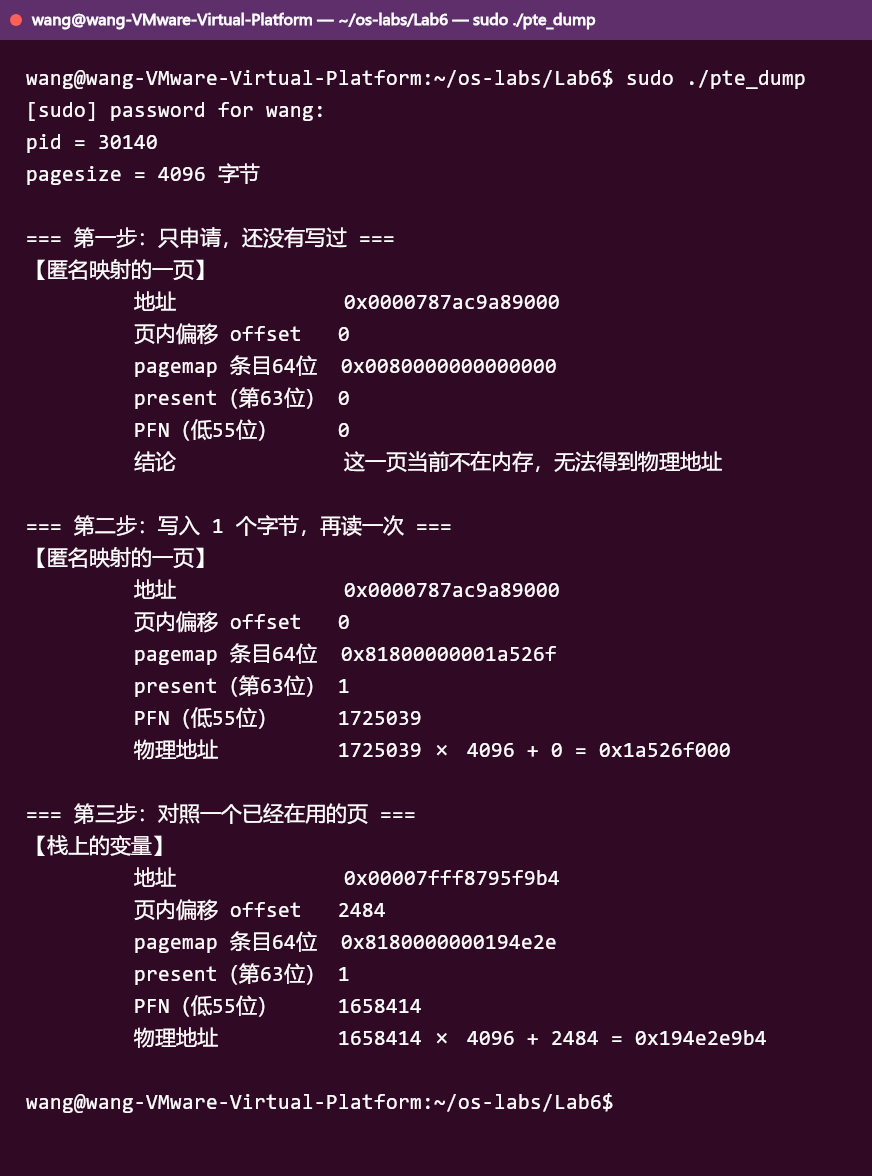 wang@wang-VMware-Virtual-Platform — ~/os-labs/Lab6 — sudo ./pte_dump
wang@wang-VMware-Virtual-Platform:~/os-labs/Lab6$ sudo ./pte_dump
[sudo] password for wang:
pid = 30140
pagesize = 4096 字节
=== 第一步：只申请，还没有写过 ===
【匿名映射的一页】
地址 0x0000787ac9a89000
页内偏移 offset 0
pagemap 条目64位 0x0080000000000000
present（第63位） 0
PFN（低55位） 0
结论 这一页当前不在内存，无法得到物理地址
=== 第二步：写入 1 个字节，再读一次 ===
【匿名映射的一页】
地址 0x0000787ac9a89000
页内偏移 offset 0
pagemap 条目64位 0x81800000001a526f
present（第63位） 1
PFN（低55位） 1725039
物理地址 1725039 × 4096 + 0 = 0x1a526f000
=== 第三步：对照一个已经在用的页 ===
【栈上的变量】
地址 0x00007fff8795f9b4
页内偏移 offset 2484
pagemap 条目64位 0x8180000000194e2e
present（第63位） 1
PFN（低55位） 1658414
物理地址 1658414 × 4096 + 2484 = 0x194e2e9b4
wang@wang-VMware-Virtual-Platform:~/os-labs/Lab6$